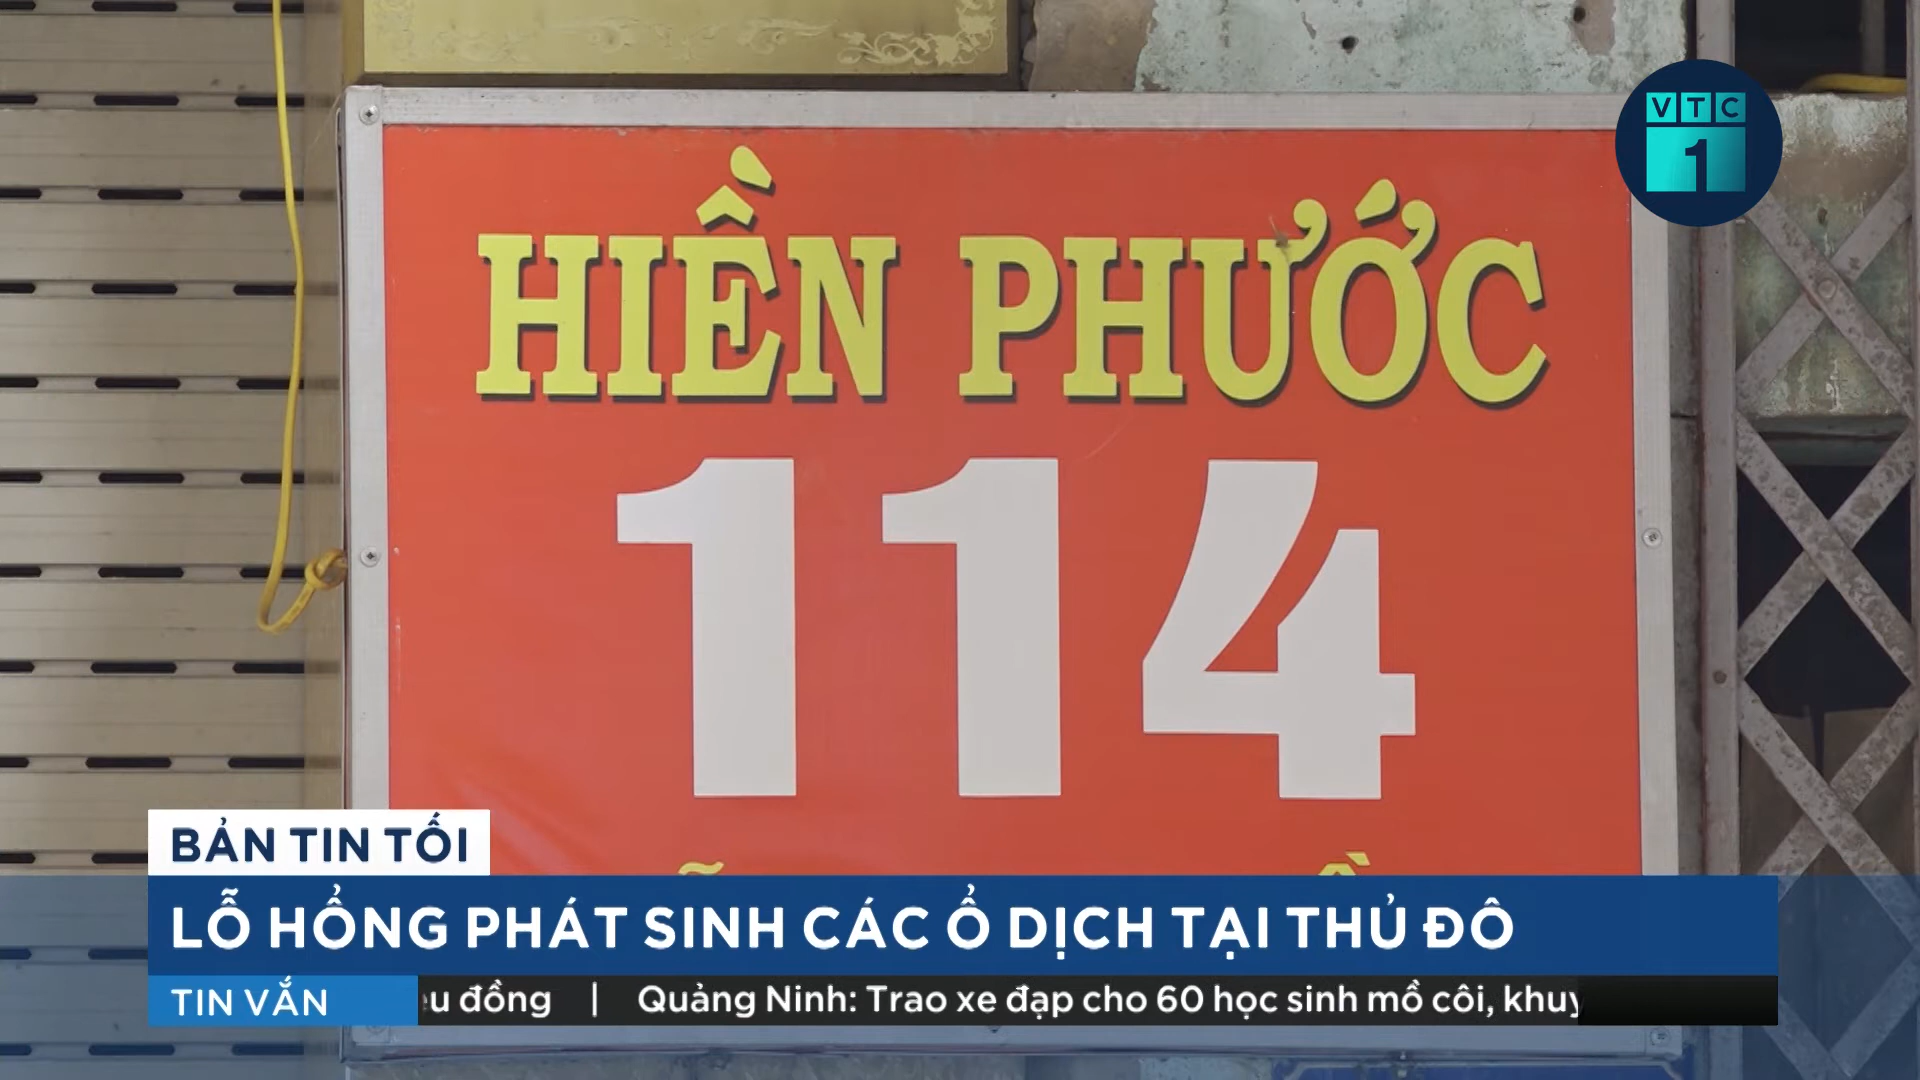 VTC
1
HIỀN PHƯỚC
114
BẢN TIN TỐI
LỖ HỔNG PHÁT SINH CÁC Ổ DỊCH TẠI THỦ ĐÔ
TIN VẮN
đồng | Quảng Ninh: Trao xe đạp cho 60 học sinh mồ côi,